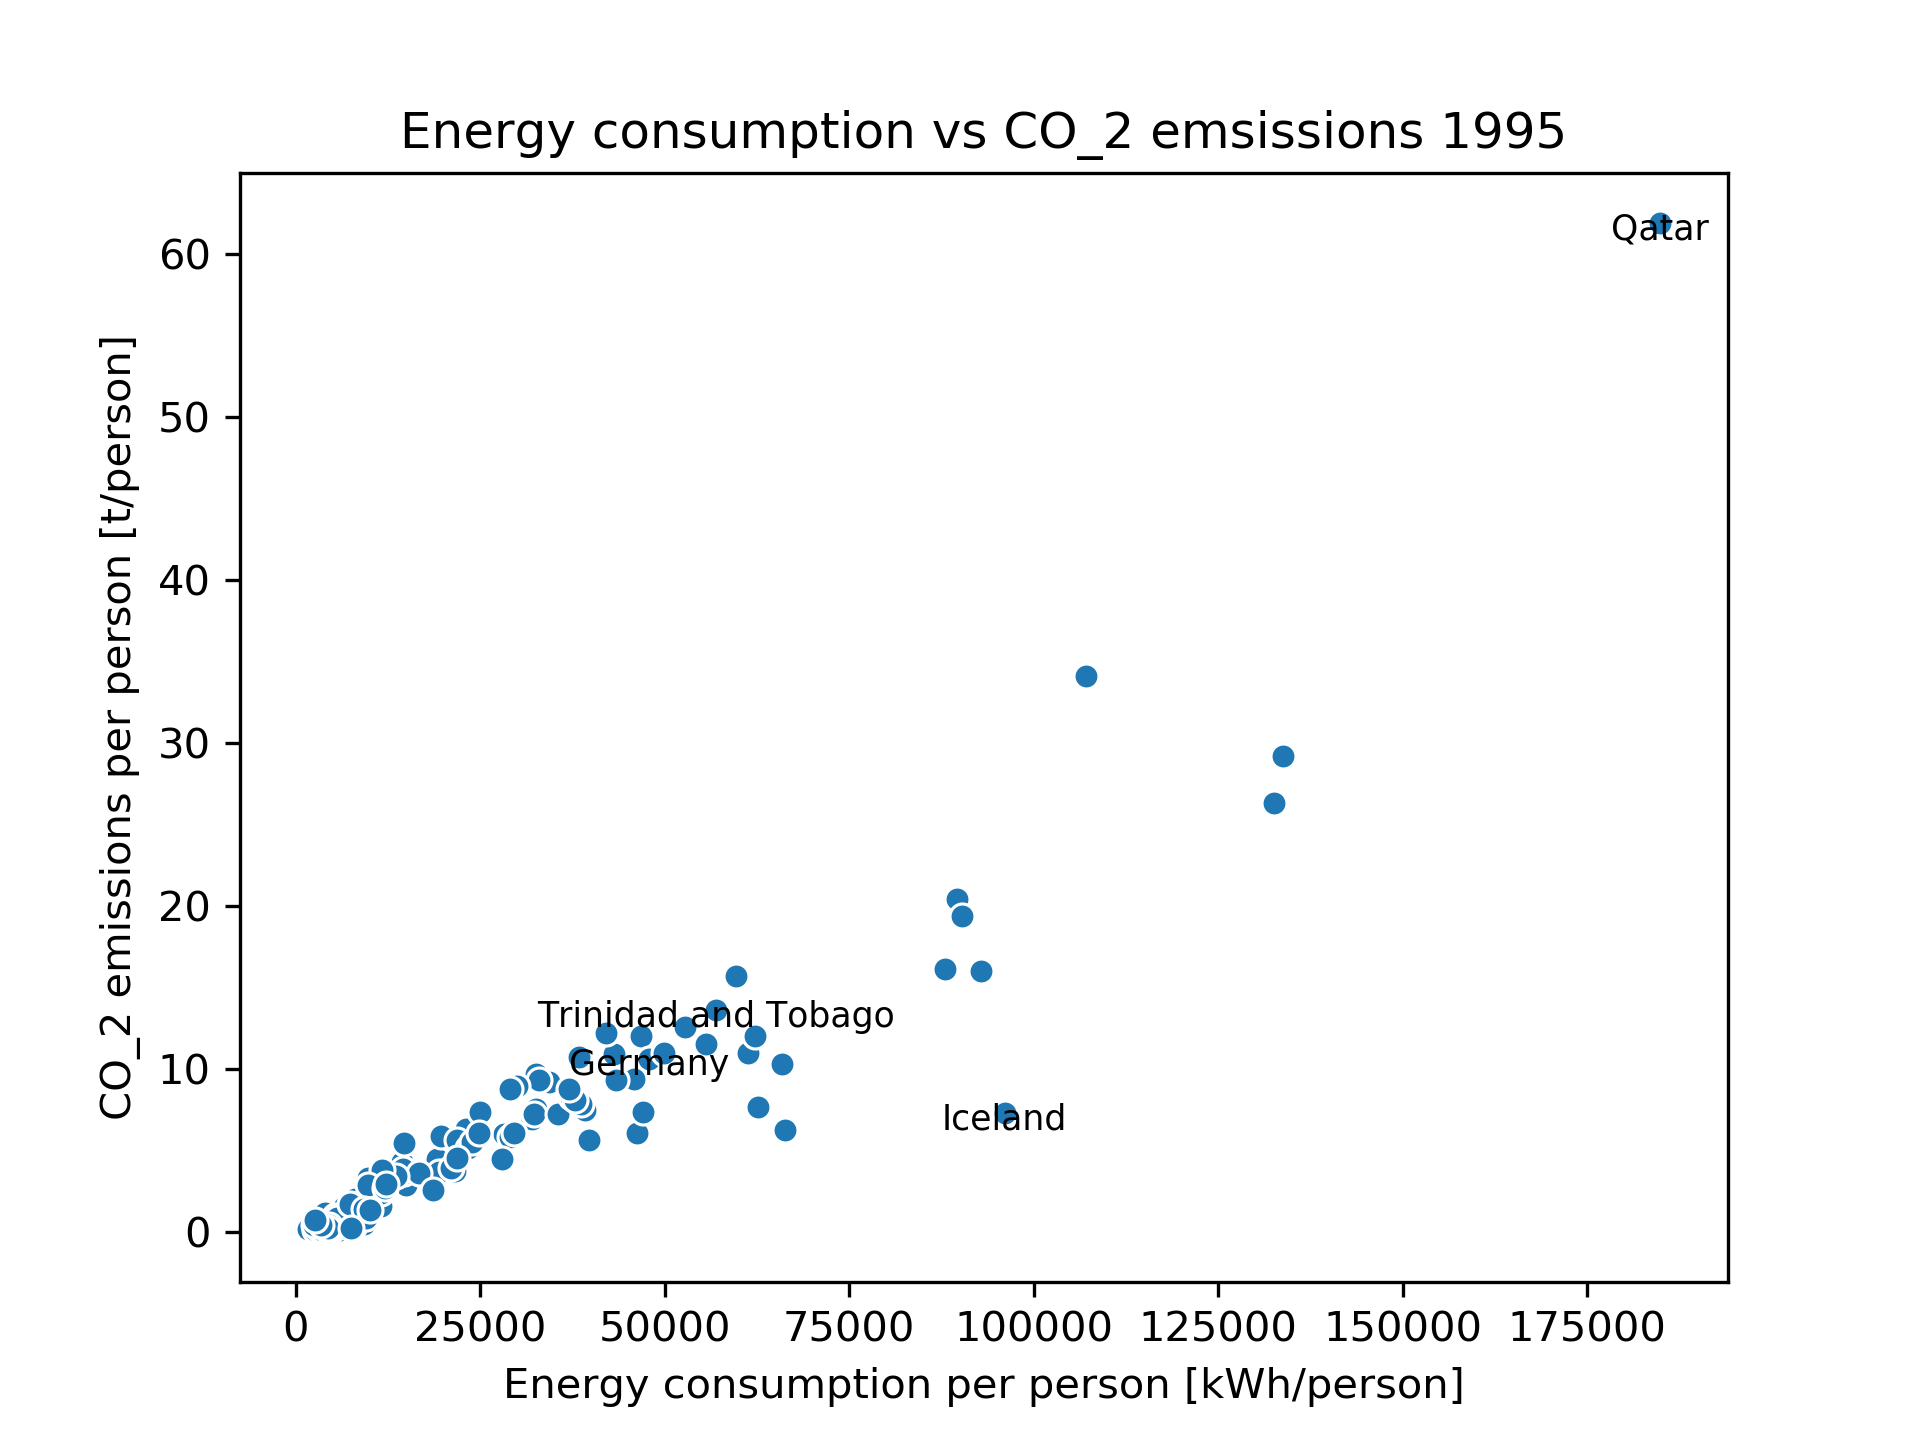 Energy consumption vs CO_2 emsissions 1995
CO_2 emissions per person [t/person]
60
50
40
30
20
10
0
Qatar
Trinidad and Tobago
Germany
Iceland
0 25000 50000 75000 100000 125000 150000 175000
Energy consumption per person [kWh/person]